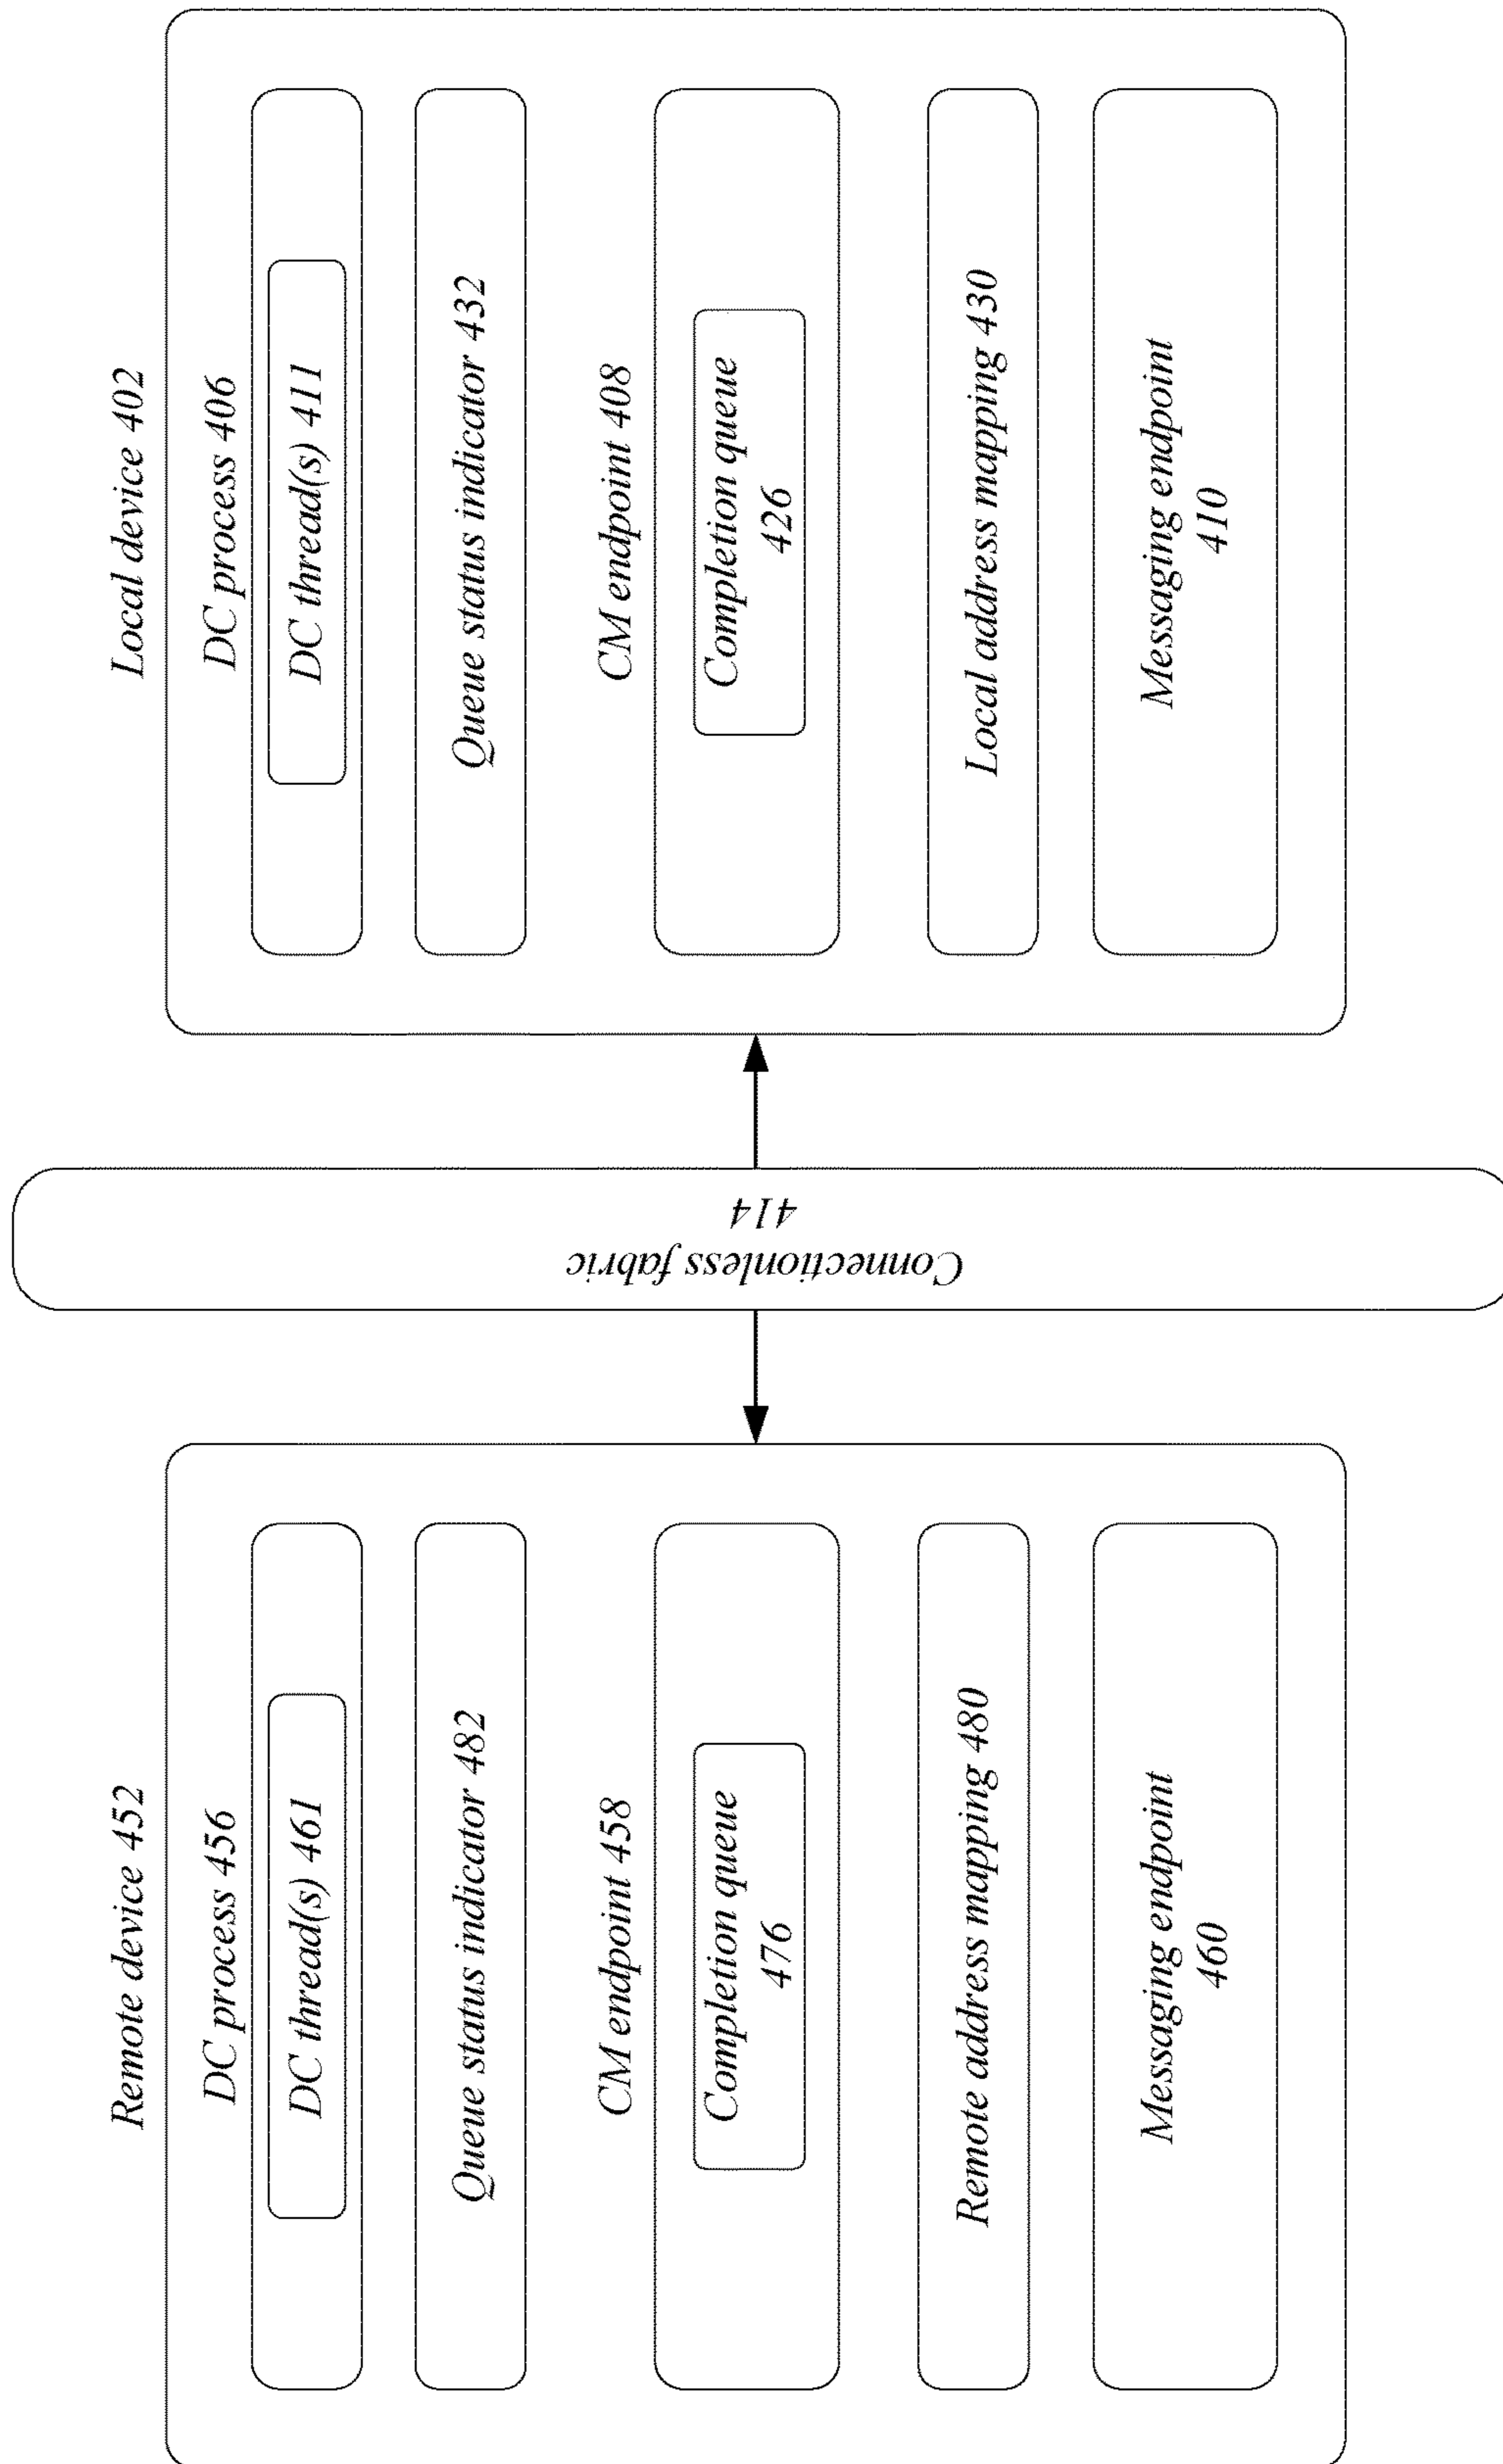 Remote device 452
DC process 456
DC thread(s) 461
Queue status indicator 482
CM endpoint 458
Completion queue
476
Remote address mapping 480
Messaging endpoint
460
Connectionless fabric
414
Local device 402
DC process 406
DC thread(s) 411
Queue status indicator 432
CM endpoint 408
Completion queue
426
Local address mapping 430
Messaging endpoint
410